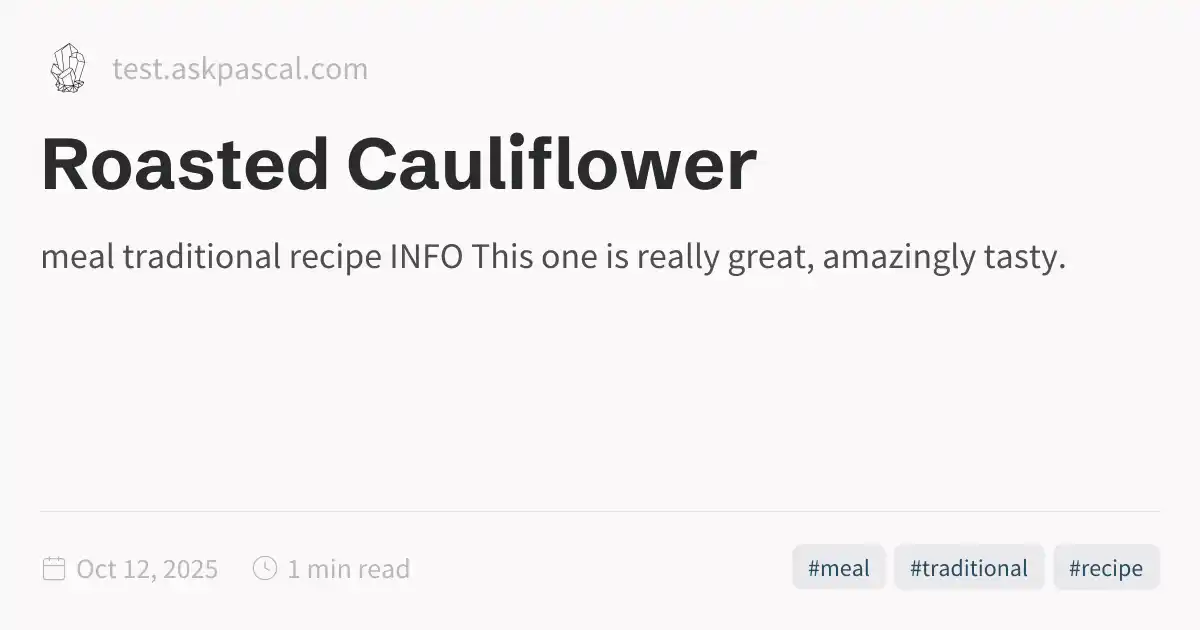 test.askpascal.com
Roasted Cauliflower
meal traditional recipe INFO This one is really great, amazingly tasty.
Oct 12, 2025 1 min read #meal #traditional #recipe